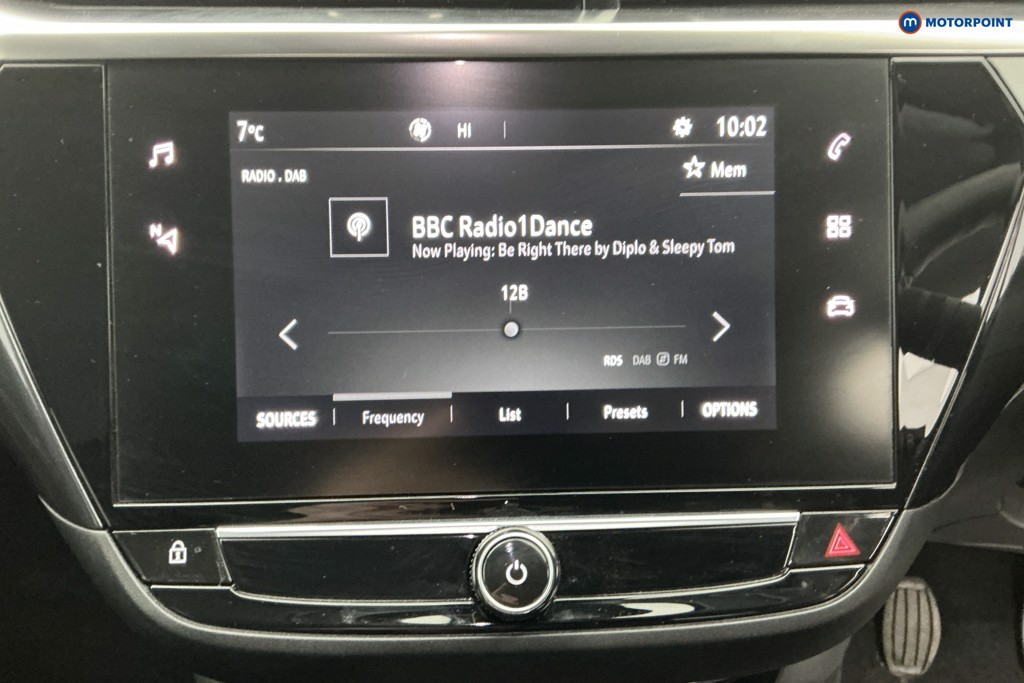 m MOTORPOINT
7°C HI 10:02
RADIO . DAB
Mem
BBC Radio1Dance
Now Playing: Be Right There by Diplo & Sleepy Tom
12B
RDS DAB FM
SOURCES Frequency List Presets OPTIONS
N